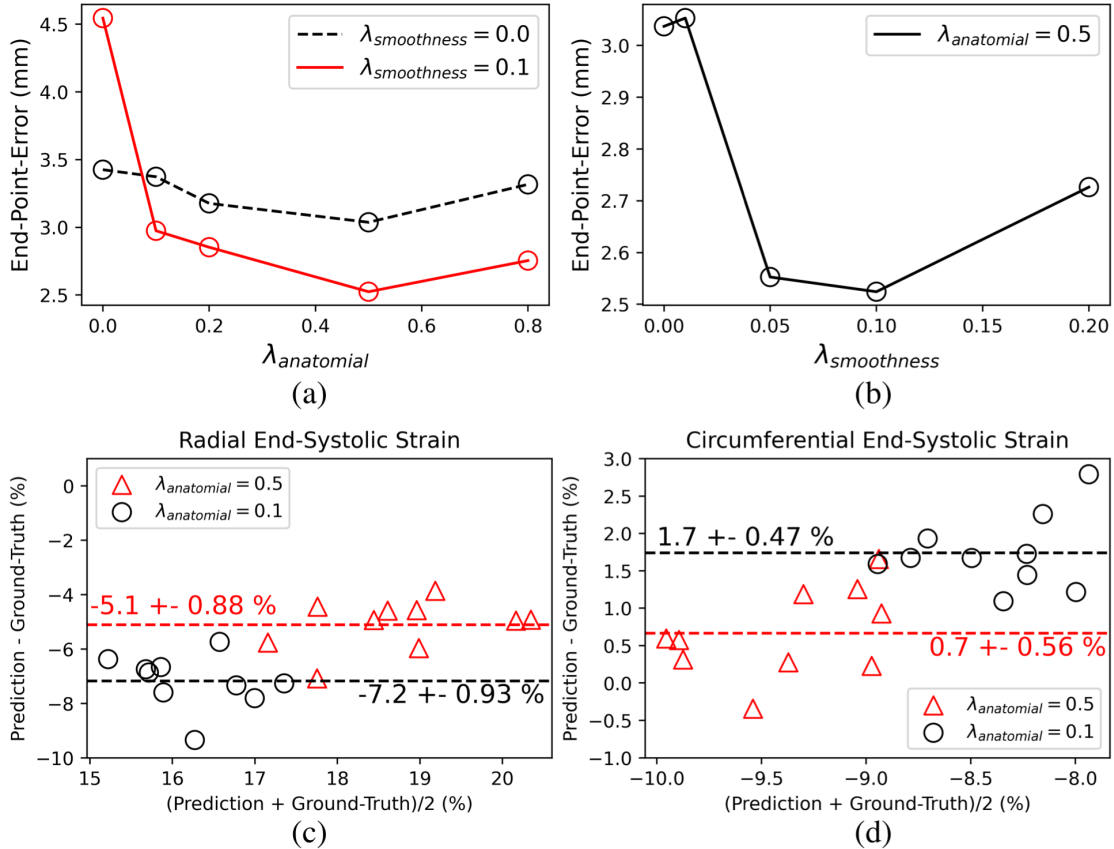 4.5
4.0
3.5
3.0
2.5
End-Point-Error (mm)
λsmoothness = 0.0
λsmoothness = 0.1
0.0 0.2 0.4 0.6 0.8
λanatomial
(a)
3.0
2.9
2.8
2.7
2.6
2.5
End-Point-Error (mm)
λanatomial = 0.5
0.00 0.05 0.10 0.15 0.20
λsmoothness
(b)
Radial End-Systolic Strain
0
−2
−4
−6
−8
−10
Prediction - Ground-Truth (%)
λanatomial = 0.5
λanatomial = 0.1
-5.1 +- 0.88 %
-7.2 +- 0.93 %
15 16 17 18 19 20
(Prediction + Ground-Truth)/2 (%)
(c)
Circumferential End-Systolic Strain
3.0
2.5
2.0
1.5
1.0
0.5
0.0
−0.5
−1.0
Prediction - Ground-Truth (%)
1.7 +- 0.47 %
0.7 +- 0.56 %
λanatomial = 0.5
λanatomial = 0.1
−10.0 −9.5 −9.0 −8.5 −8.0
(Prediction + Ground-Truth)/2 (%)
(d)